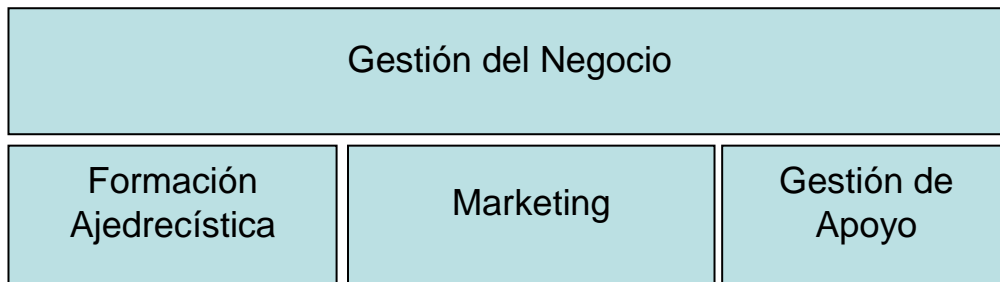 Gestión del Negocio
Formación
Ajedrecística
Marketing
Gestión de
Apoyo